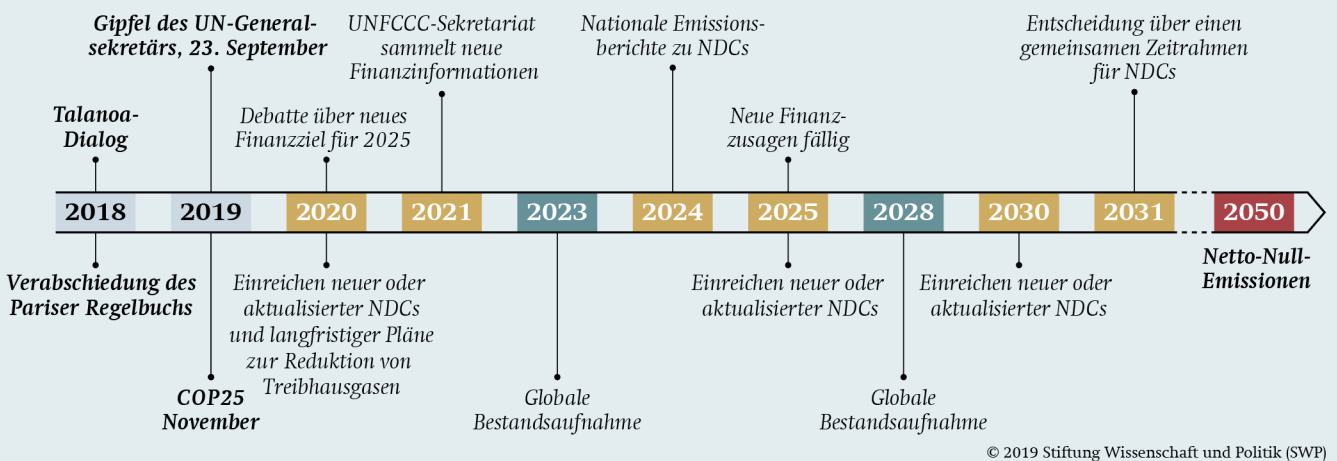 Gipfel des UN-General-
sekretärs, 23. September
UNFCCC-Sekretariat
sammelt neue
Finanzinformationen
Nationale Emissions-
berichte zu NDCs
Entscheidung über einen
gemeinsamen Zeitrahmen
für NDCs
Talanoa-
Dialog
Debatte über neues
Finanzziel für 2025
Neue Finanz-
zusagen fällig
2018 2019 2020 2021 2023 2024 2025 2028 2030 2031 2050
Verabschiedung des
Pariser Regelbuchs
Einreichen neuer oder
aktualisierter NDCs
und langfristiger Pläne
zur Reduktion von
Treibhausgasen
Einreichen neuer oder
aktualisierter NDCs
Einreichen neuer oder
aktualisierter NDCs
Netto-Null-
Emissionen
COP25
November
Globale
Bestandsaufnahme
Globale
Bestandsaufnahme
© 2019 Stiftung Wissenschaft und Politik (SWP)